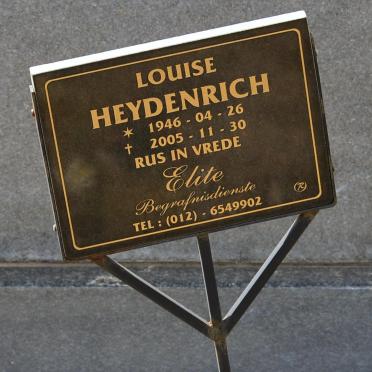 LOUISE
HEYDENRICH
* 1946 - 04 - 26
† 2005 - 11 - 30
RUS IN VREDE
Elite
Begrafnisdienste
TEL : (012) - 6549902